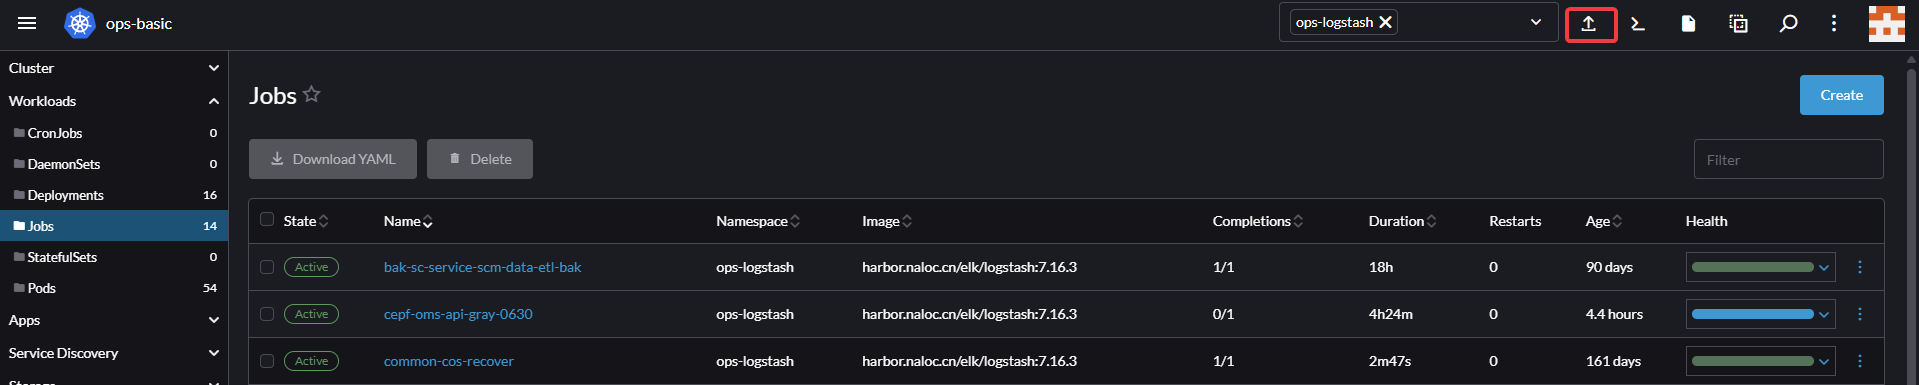 ops-basic
ops-logstash
Cluster
Workloads
CronJobs 0
DaemonSets 0
Deployments 16
Jobs 14
StatefulSets 0
Pods 54
Apps
Service Discovery
Storage
Jobs
Create
Download YAML
Delete
Filter
State Name Namespace Image Completions Duration Restarts Age Health
Active bak-sc-service-scm-data-etl-bak ops-logstash harbor.naloc.cn/elk/logstash:7.16.3 1/1 18h 0 90 days
Active cepf-oms-api-gray-0630 ops-logstash harbor.naloc.cn/elk/logstash:7.16.3 0/1 4h24m 0 4.4 hours
Active common-cos-recover ops-logstash harbor.naloc.cn/elk/logstash:7.16.3 1/1 2m47s 0 161 days